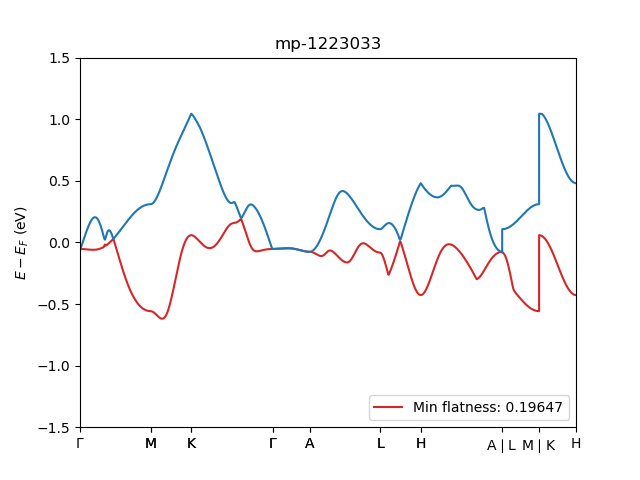 mp-1223033
E − E_F (eV)
1.5
1.0
0.5
0.0
−0.5
−1.0
−1.5
Γ M K Γ A L H A | L M | K H
Min flatness: 0.19647